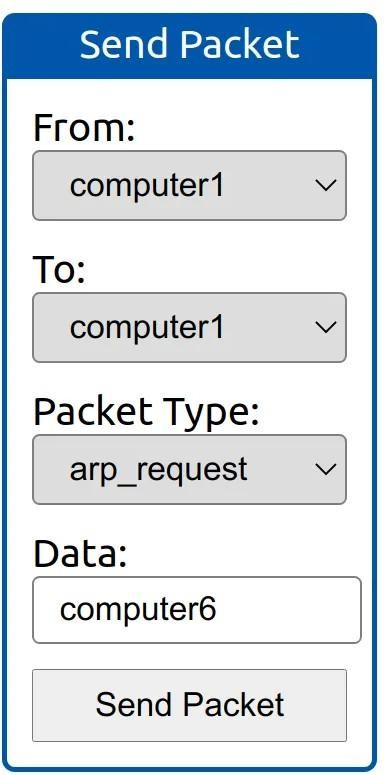 Send Packet
From:
computer1
To:
computer1
Packet Type:
arp_request
Data:
computer6
Send Packet